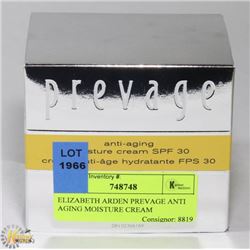 prevage
anti-aging
moisture cream SPF 30
anti-âge hydratante FPS 30
LOT
1966
Inventory #:
748748
ELIZABETH ARDEN PREVAGE ANTI
AGING MOISTURE CREAM
Consignor: 8819